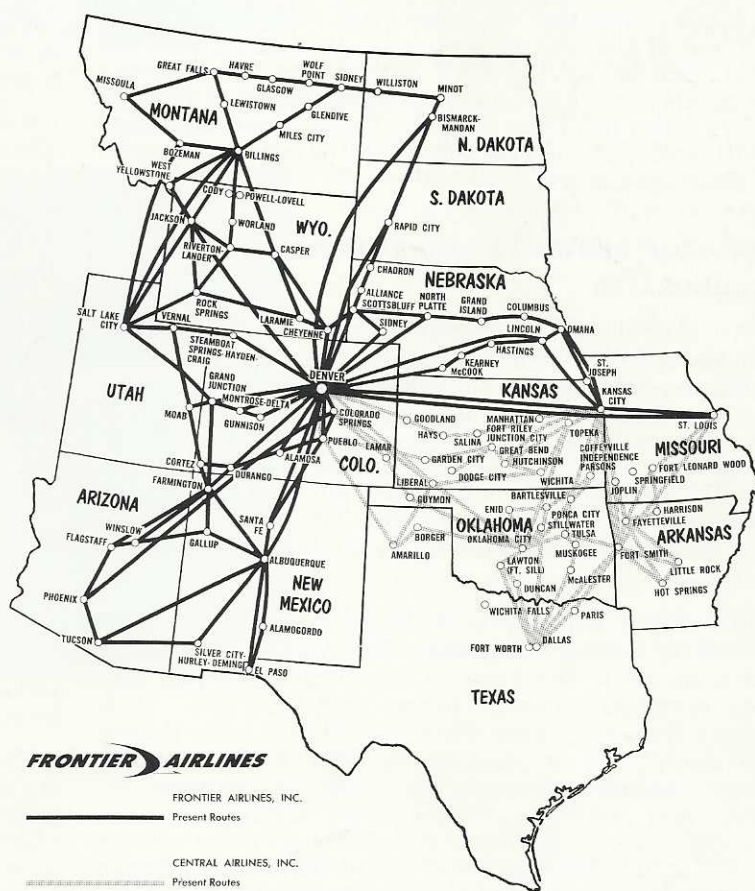 GREAT FALLS
HAVRE
WOLF
POINT
SIDNEY
WILLISTON
MINOT
MISSOULA
GLASGOW
LEWISTOWN
GLENDIVE
BISMARCK-
MANDAN
MONTANA
MILES CITY
N. DAKOTA
BOZEMAN
BILLINGS
WEST
YELLOWSTONE
CODY
POWELL-LOVELL
S. DAKOTA
JACKSON
WORLAND
WYO.
RAPID CITY
RIVERTON-
LANDER
CASPER
CHADRON
NEBRASKA
ROCK
SPRINGS
ALLIANCE
SCOTTSBLUFF
NORTH
PLATTE
GRAND
ISLAND
COLUMBUS
SALT LAKE
CITY
VERNAL
LARAMIE
CHEYENNE
SIDNEY
LINCOLN
OMAHA
STEAMBOAT
SPRINGS-HAYDEN-
CRAIG
HASTINGS
KEARNEY
McCOOK
ST.
JOSEPH
DENVER
KANSAS
KANSAS
CITY
UTAH
GRAND
JUNCTION
MONTROSE-DELTA
GUNNISON
MOAB
COLORADO
SPRINGS
GOODLAND
MANHATTAN
FORT RILEY
JUNCTION CITY
TOPEKA
ST. LOUIS
PUEBLO
LAMAR
HAYS
SALINA
GREAT BEND
COFFEYVILLE
INDEPENDENCE
PARSONS
MISSOURI
FORT LEONARD WOOD
COLO.
ALAMOSA
GARDEN CITY
HUTCHINSON
DODGE CITY
WICHITA
SPRINGFIELD
JOPLIN
CORTEZ
DURANGO
LIBERAL
GUYMON
BARTLESVILLE
FARMINGTON
ARIZONA
ENID
PONCA CITY
HARRISON
FAYETTEVILLE
WINSLOW
FLAGSTAFF
GALLUP
SANTA
FE
BORGER
OKLAHOMA
STILLWATER
TULSA
ARKANSAS
OKLAHOMA CITY
AMARILLO
MUSKOGEE
FORT SMITH
ALBUQUERQUE
LAWTON
(FT. SILL)
McALESTER
LITTLE ROCK
HOT SPRINGS
NEW
MEXICO
DUNCAN
PHOENIX
WICHITA FALLS
PARIS
ALAMOGORDO
TUCSON
SILVER CITY-
HURLEY-DEMING
EL PASO
FORT WORTH
DALLAS
TEXAS
FRONTIER AIRLINES
FRONTIER AIRLINES, INC.
Present Routes
CENTRAL AIRLINES, INC.
Present Routes